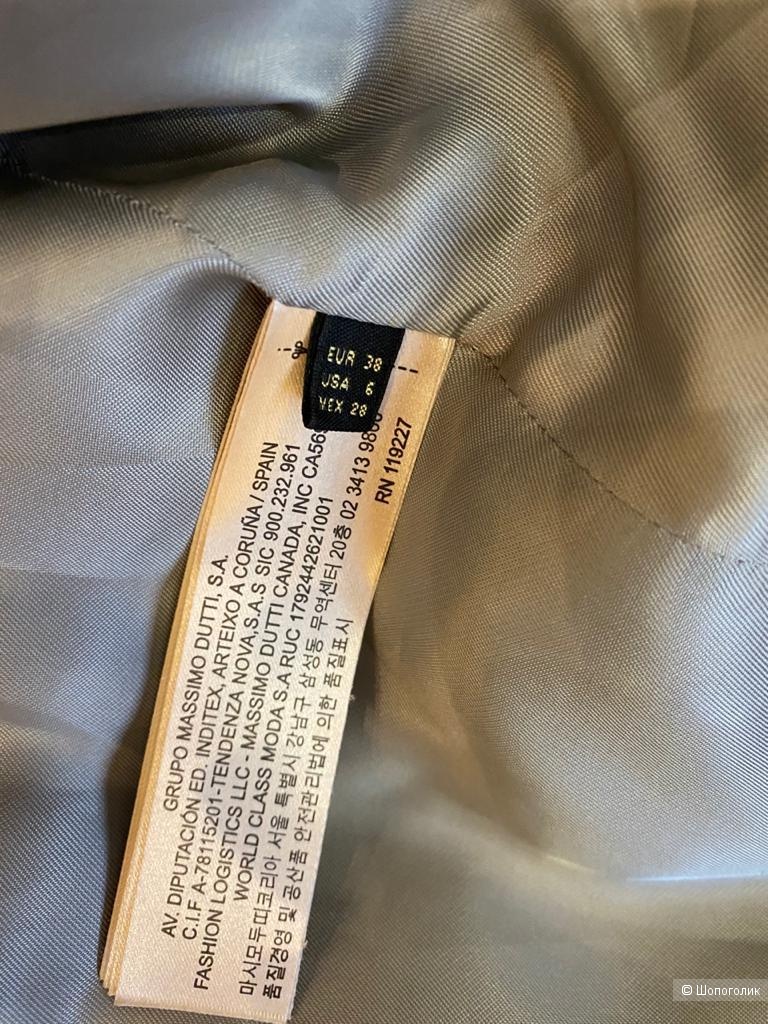 EUR 38
USA 6
MEX 28
GRUPO MASSIMO DUTTI, S.A.
AV. DIPUTACIÓN ED. INDITEX, ARTEIXO A CORUÑA / SPAIN
C.I.F A-78115201-TENDENZA NOVA,S.A.S SIC 900.232.961
FASHION LOGISTICS LLC - MASSIMO DUTTI CANADA, INC CA56
WORLD CLASS MODA S.A RUC 1792442621001
마시모두띠코리아 서울 특별시 강남구 삼성동 무역센터 20층 02 3413 98
품질경영 및 공산품 안전관리법에 의한 품질표시
RN 119227
© Шопоголик